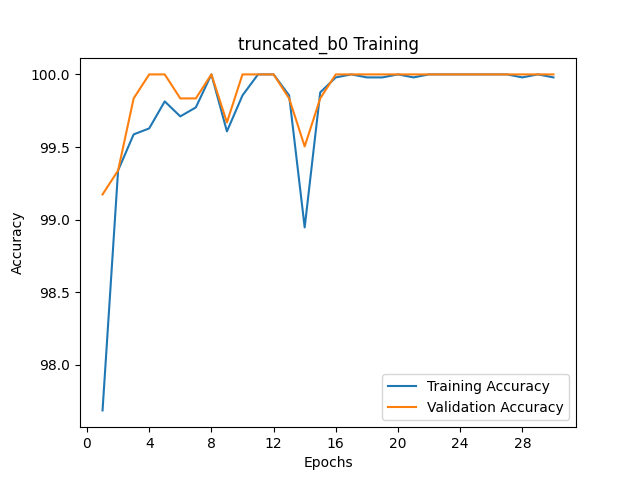 truncated_b0 Training
100.0
99.5
99.0
98.5
98.0
Accuracy
Training Accuracy
Validation Accuracy
0 4 8 12 16 20 24 28
Epochs